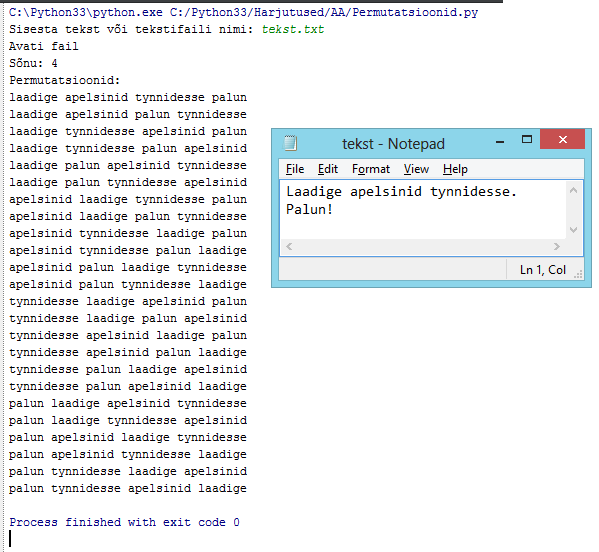 C:\Python33\python.exe C:/Python33/Harjutused/AA/Permutatsioonid.py
Sisesta tekst või tekstifaili nimi: tekst.txt
Avati fail
Sõnu: 4
Permutatsioonid:
laadige apelsinid tynnidesse palun
laadige apelsinid palun tynnidesse
laadige tynnidesse apelsinid palun
laadige tynnidesse palun apelsinid
laadige palun apelsinid tynnidesse
laadige palun tynnidesse apelsinid
apelsinid laadige tynnidesse palun
apelsinid laadige palun tynnidesse
apelsinid tynnidesse laadige palun
apelsinid tynnidesse palun laadige
apelsinid palun laadige tynnidesse
apelsinid palun tynnidesse laadige
tynnidesse laadige apelsinid palun
tynnidesse laadige palun apelsinid
tynnidesse apelsinid laadige palun
tynnidesse apelsinid palun laadige
tynnidesse palun laadige apelsinid
tynnidesse palun apelsinid laadige
palun laadige apelsinid tynnidesse
palun laadige tynnidesse apelsinid
palun apelsinid laadige tynnidesse
palun apelsinid tynnidesse laadige
palun tynnidesse laadige apelsinid
palun tynnidesse apelsinid laadige
Process finished with exit code 0
tekst - Notepad
File Edit Format View Help
Laadige apelsinid tynnidesse.
Palun!
Ln 1, Col